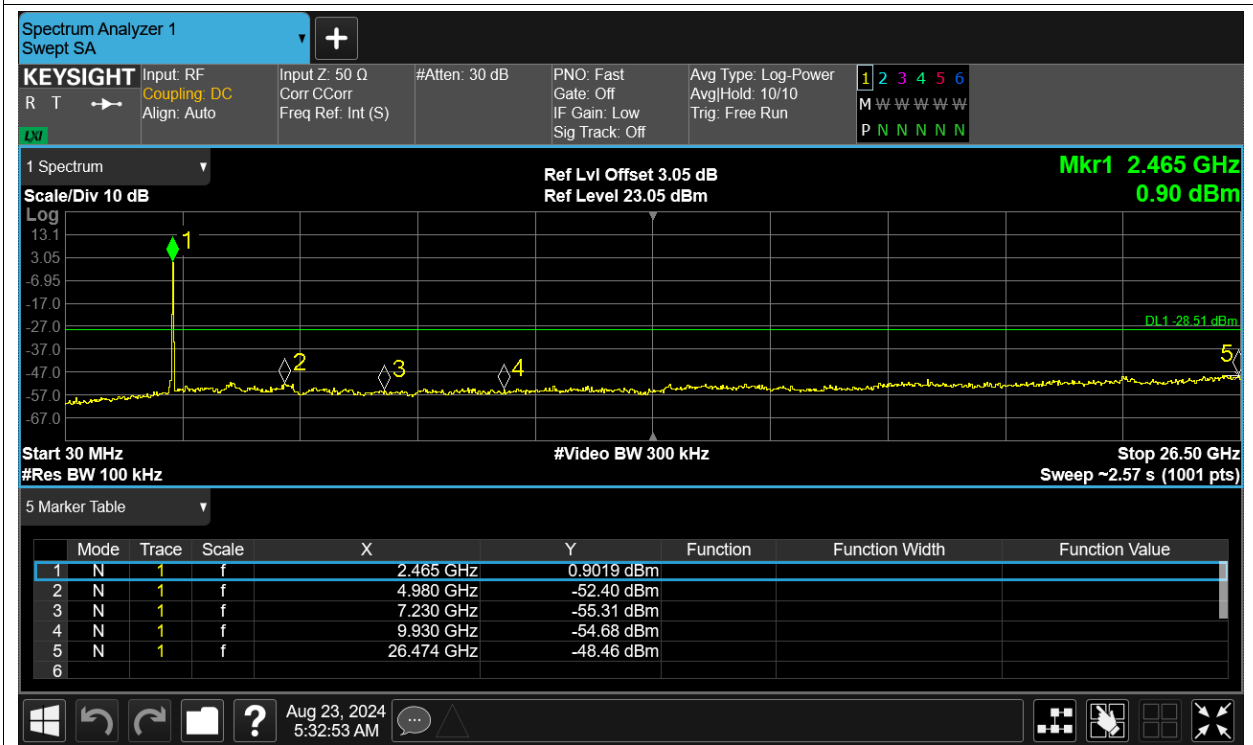 Spectrum Analyzer 1
Swept SA
KEYSIGHT Input: RF Input Z: 50 Ω #Atten: 30 dB PNO: Fast Avg Type: Log-Power 1 2 3 4 5 6
R T Coupling: DC Corr CCorr Gate: Off Avg|Hold: 10/10 M W W W W W
Align: Auto Freq Ref: Int (S) IF Gain: Low Trig: Free Run
LXI Sig Track: Off P N N N N N
1 Spectrum Ref Lvl Offset 3.05 dB Mkr1 2.465 GHz
Scale/Div 10 dB Ref Level 23.05 dBm 0.90 dBm
Log
13.1
1
3.05
-6.95
-17.0
-27.0 DL1 -28.51 dBm
-37.0
2 3 4 5
-47.0
-57.0
-67.0
Start 30 MHz #Video BW 300 kHz Stop 26.50 GHz
#Res BW 100 kHz Sweep ~2.57 s (1001 pts)
5 Marker Table
Mode Trace Scale X Y Function Function Width Function Value
1 N 1 f 2.465 GHz 0.9019 dBm
2 N 1 f 4.980 GHz -52.40 dBm
3 N 1 f 7.230 GHz -55.31 dBm
4 N 1 f 9.930 GHz -54.68 dBm
5 N 1 f 26.474 GHz -48.46 dBm
6
? Aug 23, 2024
5:32:53 AM